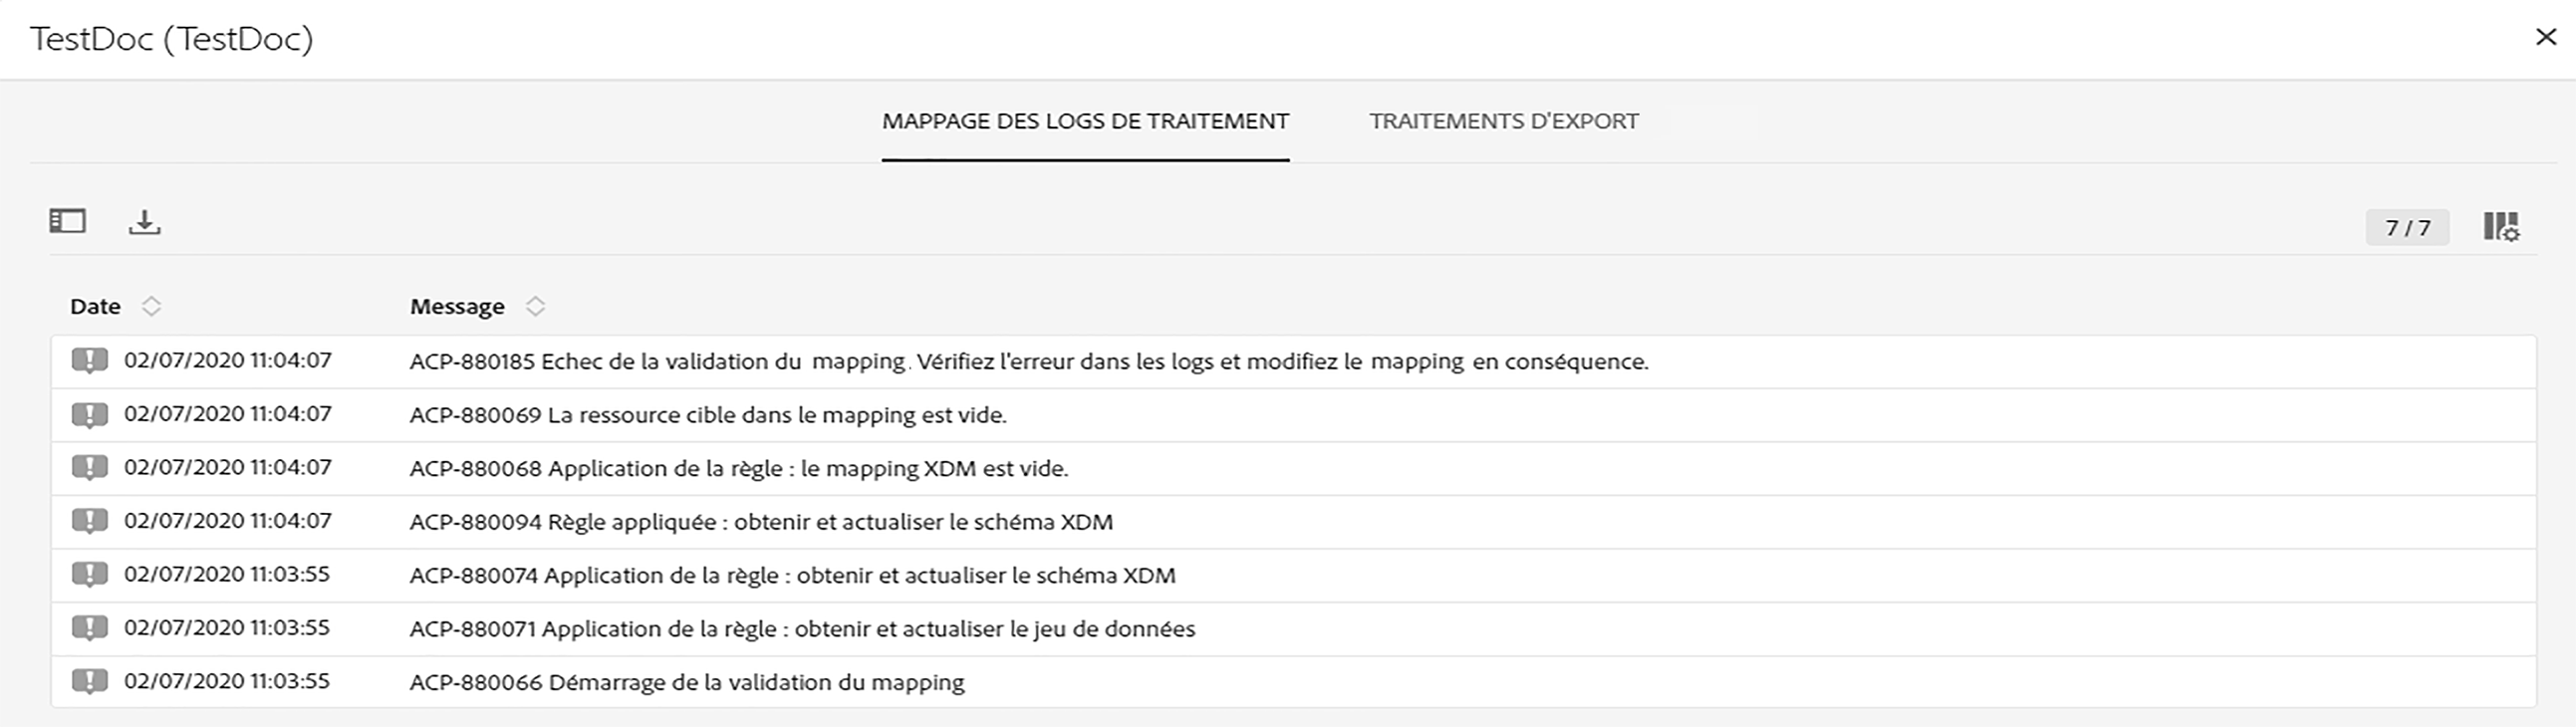 TestDoc (TestDoc)
MAPPAGE DES LOGS DE TRAITEMENT TRAITEMENTS D'EXPORT
7 / 7
Date Message
02/07/2020 11:04:07 ACP-880185 Echec de la validation du mapping. Vérifiez l'erreur dans les logs et modifiez le mapping en conséquence.
02/07/2020 11:04:07 ACP-880069 La ressource cible dans le mapping est vide.
02/07/2020 11:04:07 ACP-880068 Application de la règle : le mapping XDM est vide.
02/07/2020 11:04:07 ACP-880094 Règle appliquée : obtenir et actualiser le schéma XDM
02/07/2020 11:03:55 ACP-880074 Application de la règle : obtenir et actualiser le schéma XDM
02/07/2020 11:03:55 ACP-880071 Application de la règle : obtenir et actualiser le jeu de données
02/07/2020 11:03:55 ACP-880066 Démarrage de la validation du mapping